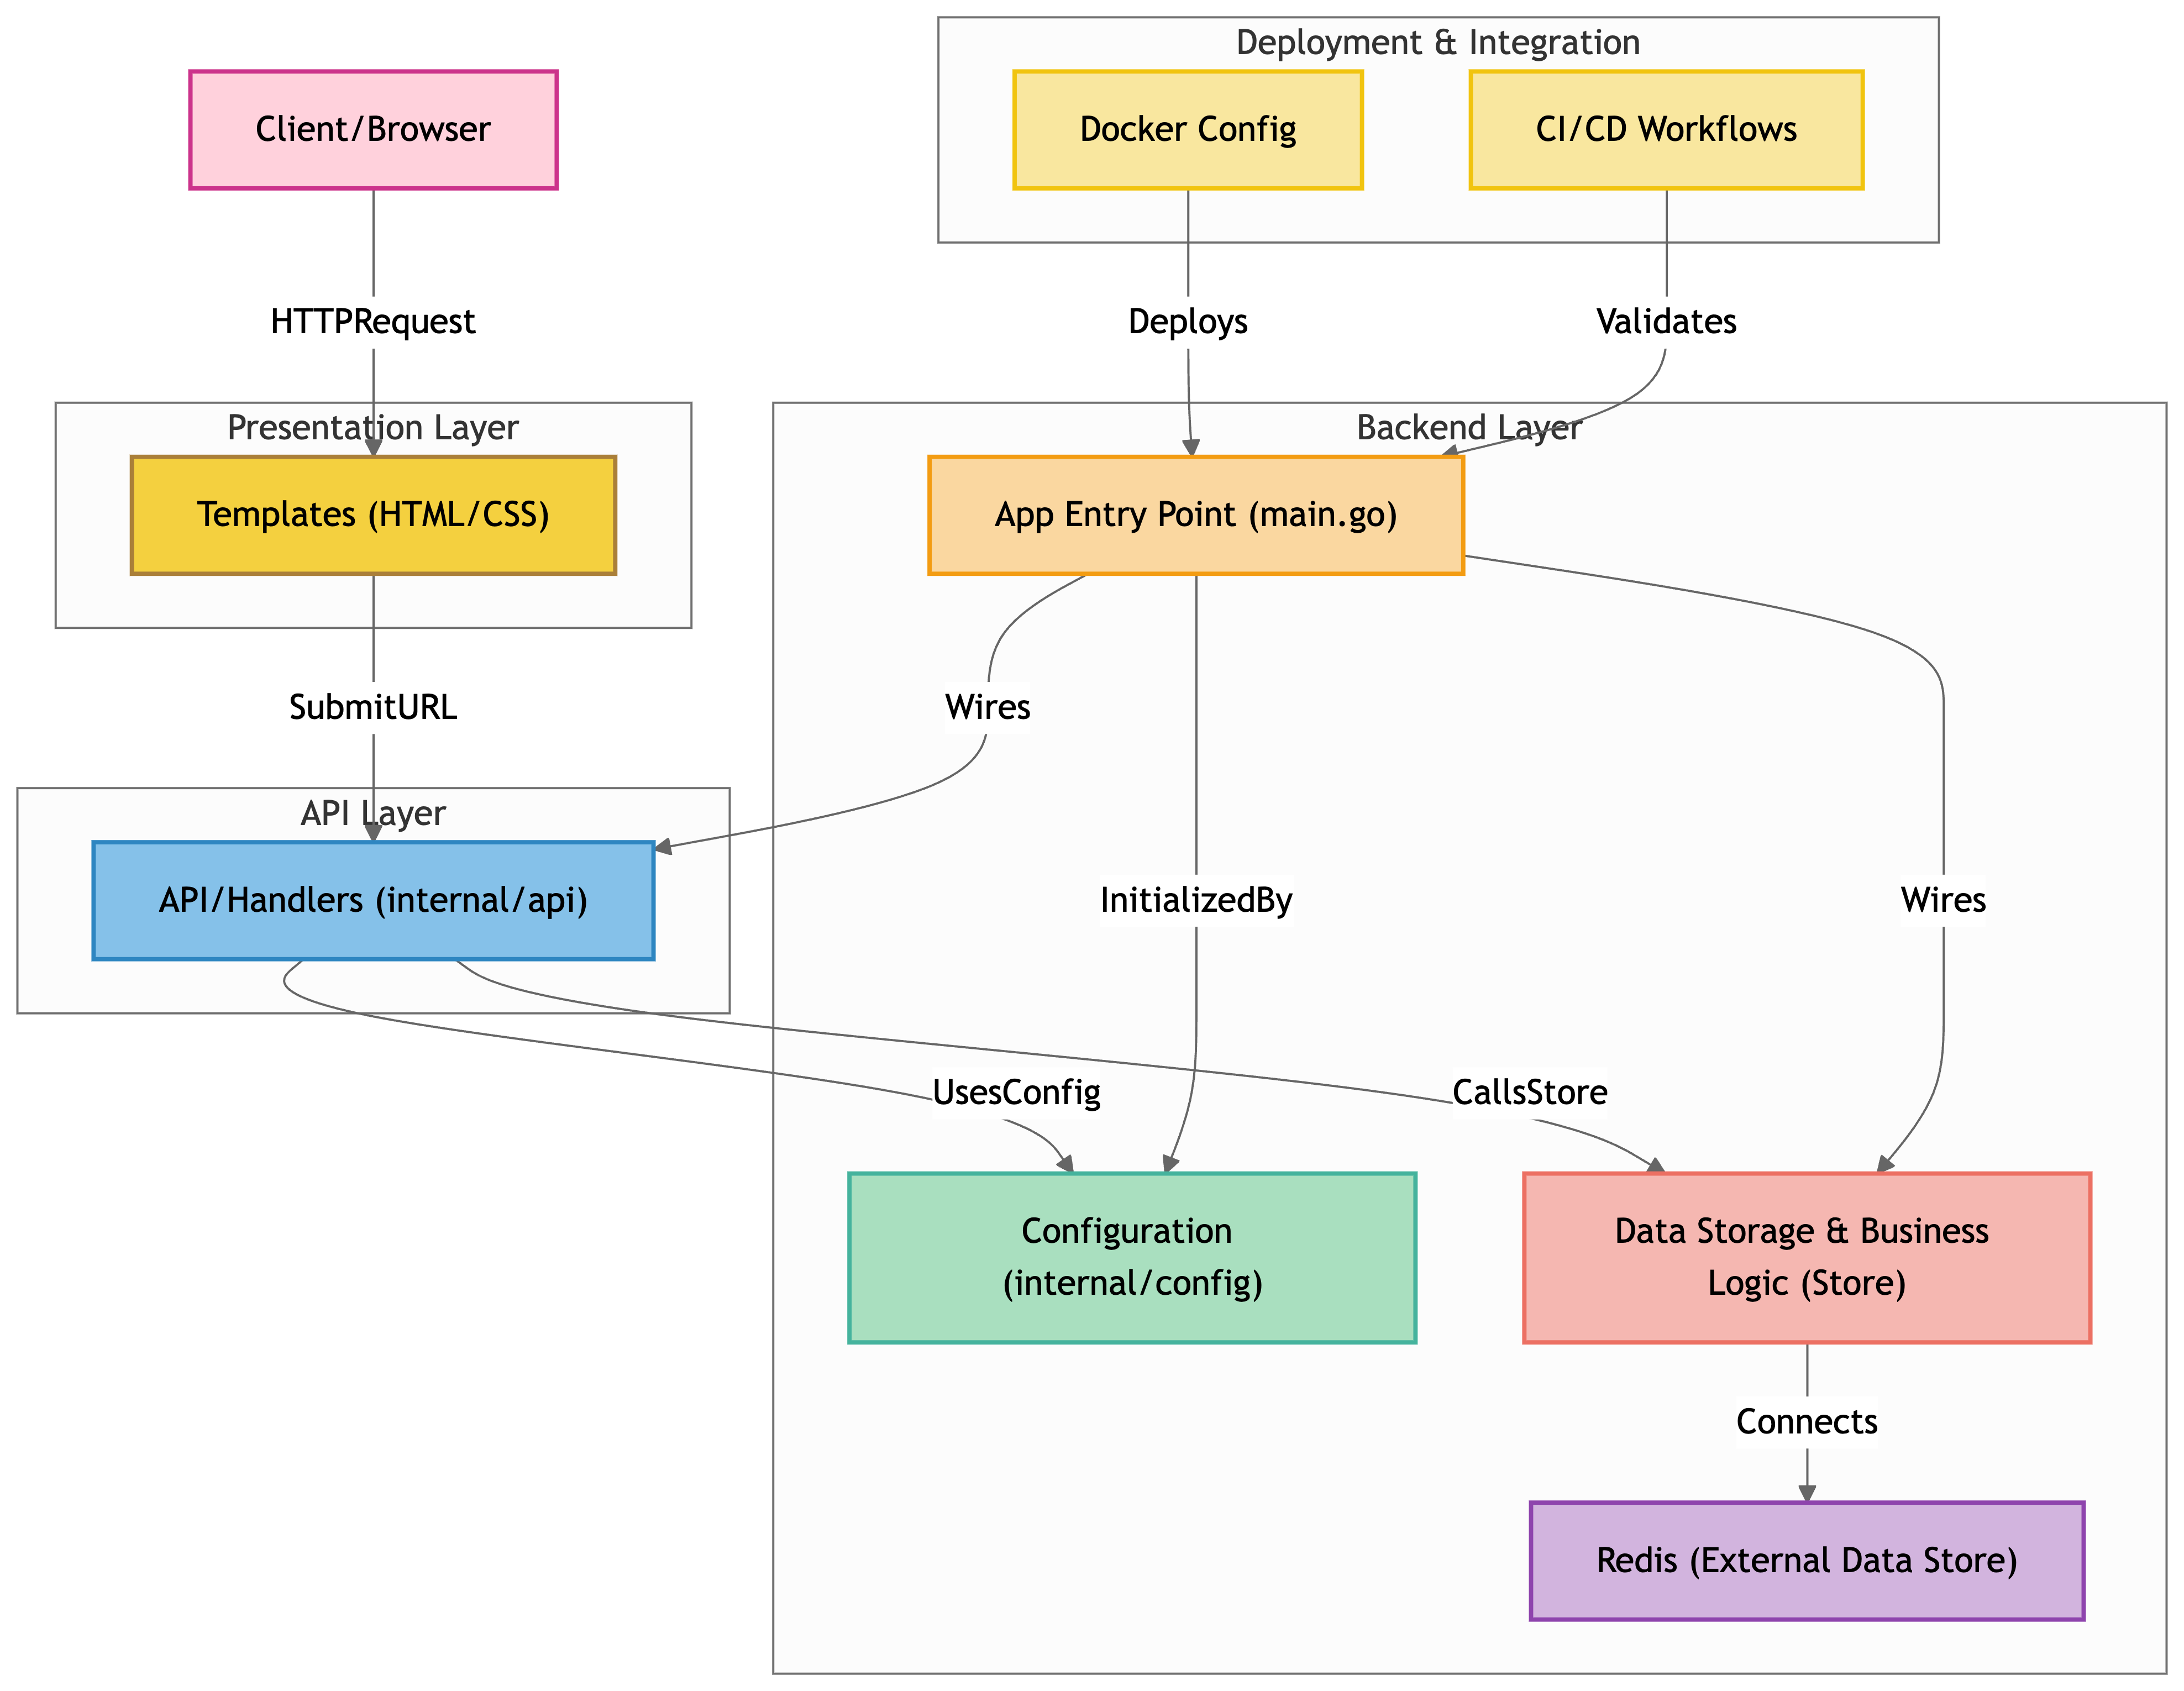 Deployment & Integration
Client/Browser
Docker Config
CI/CD Workflows
HTTPRequest
Deploys
Validates
Presentation Layer
Backend Layer
Templates (HTML/CSS)
App Entry Point (main.go)
SubmitURL
Wires
API Layer
API/Handlers (internal/api)
InitializedBy
Wires
UsesConfig
CallsStore
Configuration
(internal/config)
Data Storage & Business
Logic (Store)
Connects
Redis (External Data Store)